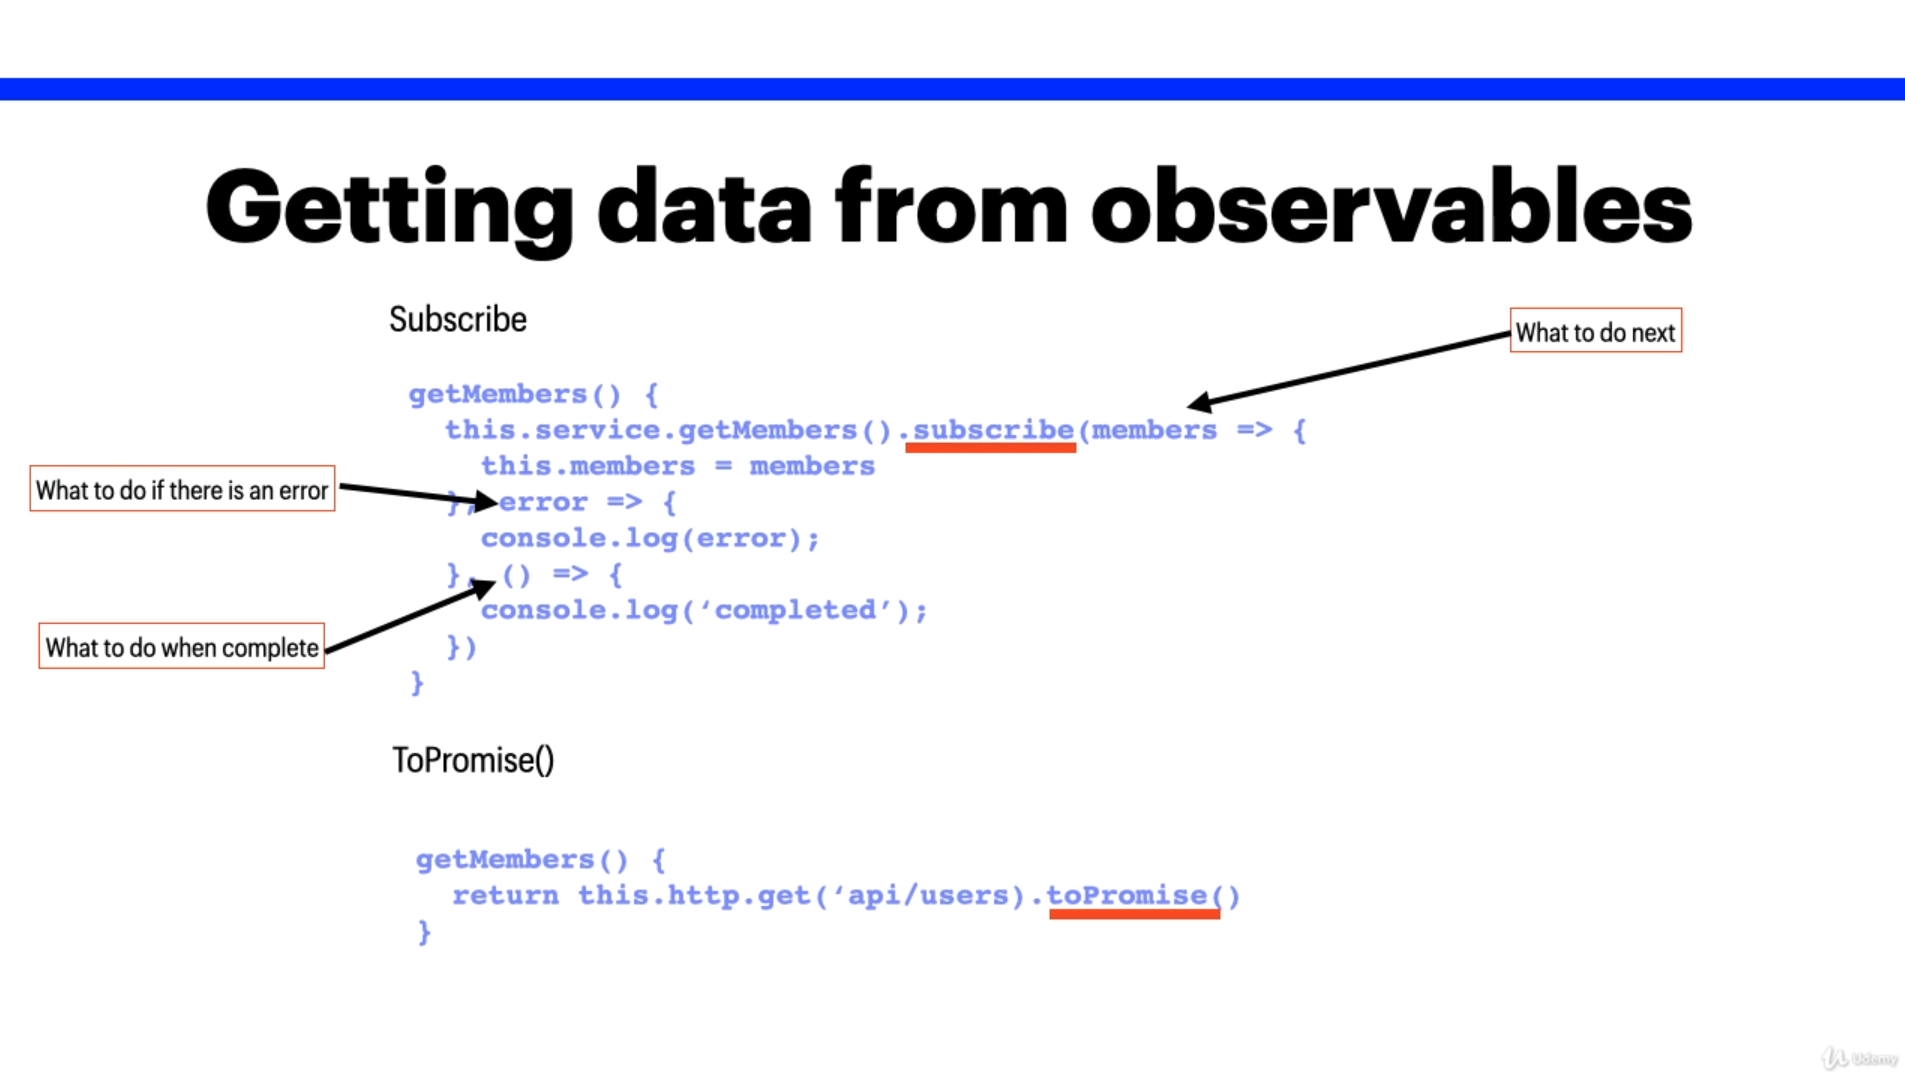 Getting data from observables
Subscribe
What to do next
getMembers() {
this.service.getMembers().subscribe(members => {
this.members = members
What to do if there is an error
}, error => {
console.log(error);
}, () => {
console.log(‘completed’);
What to do when complete
})
}
ToPromise()
getMembers() {
return this.http.get(‘api/users).toPromise()
}
Udemy